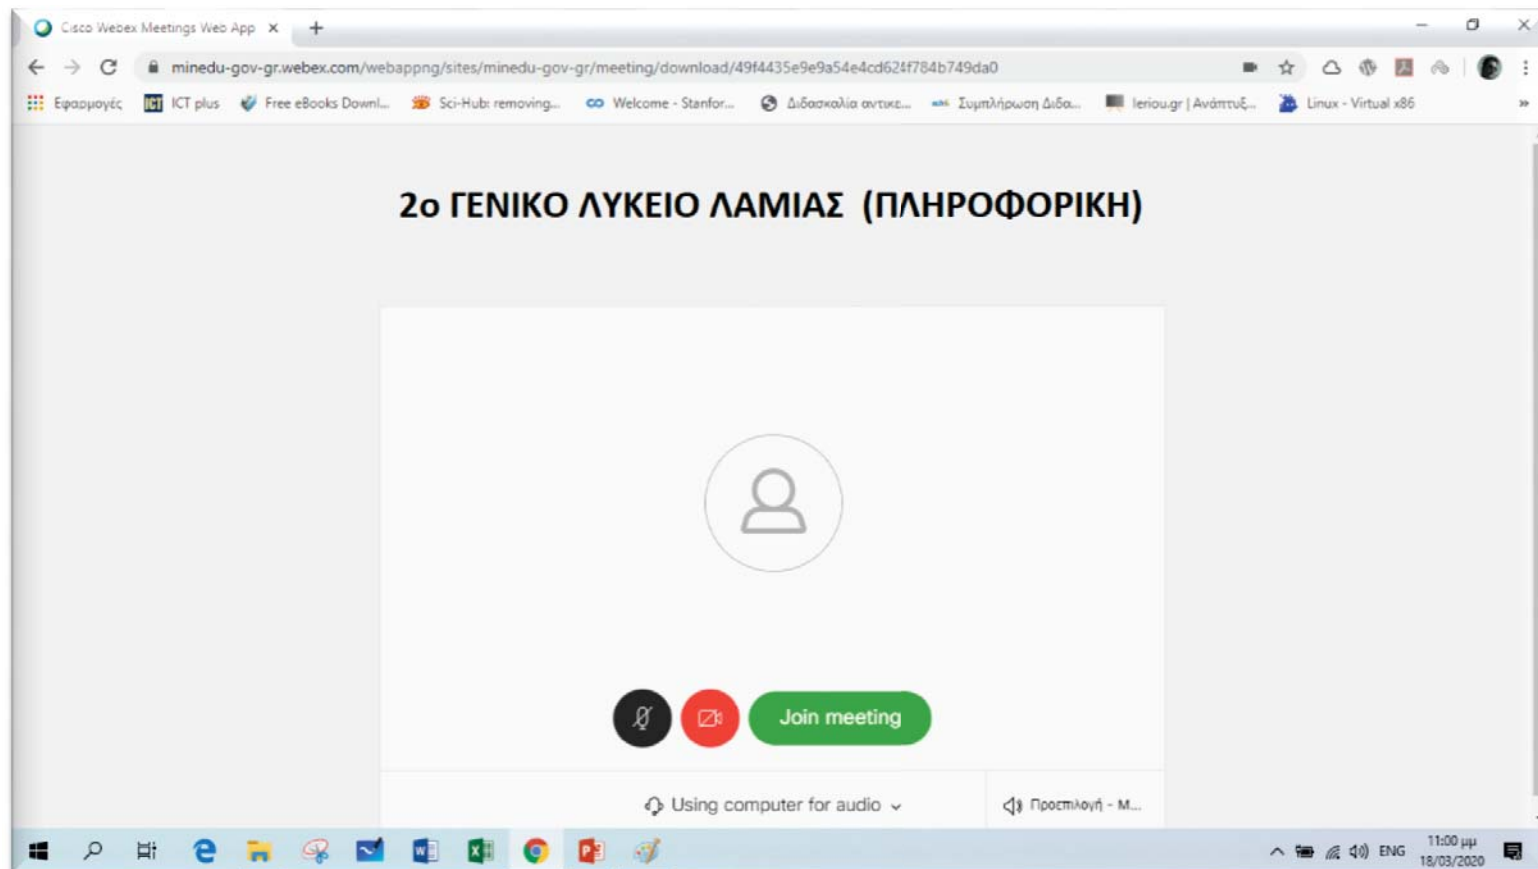 Cisco Webex Meetings Web App
minedu-gov-gr.webex.com/webappng/sites/minedu-gov-gr/meeting/download/49f4435e9e9a54e4cd624f784b749da0
Εφαρμογές ICT plus Free eBooks Downl... Sci-Hub: removing... Welcome - Stanfor... Διδασκαλία αντικε... Συμπλήρωση Διδα... leriou.gr | Ανάπτυξ... Linux - Virtual x86 »
2ο ΓΕΝΙΚΟ ΛΥΚΕΙΟ ΛΑΜΙΑΣ (ΠΛΗΡΟΦΟΡΙΚΗ)
Join meeting
Using computer for audio Προεπιλογή - Μ...
ENG 11:00 μμ
18/03/2020